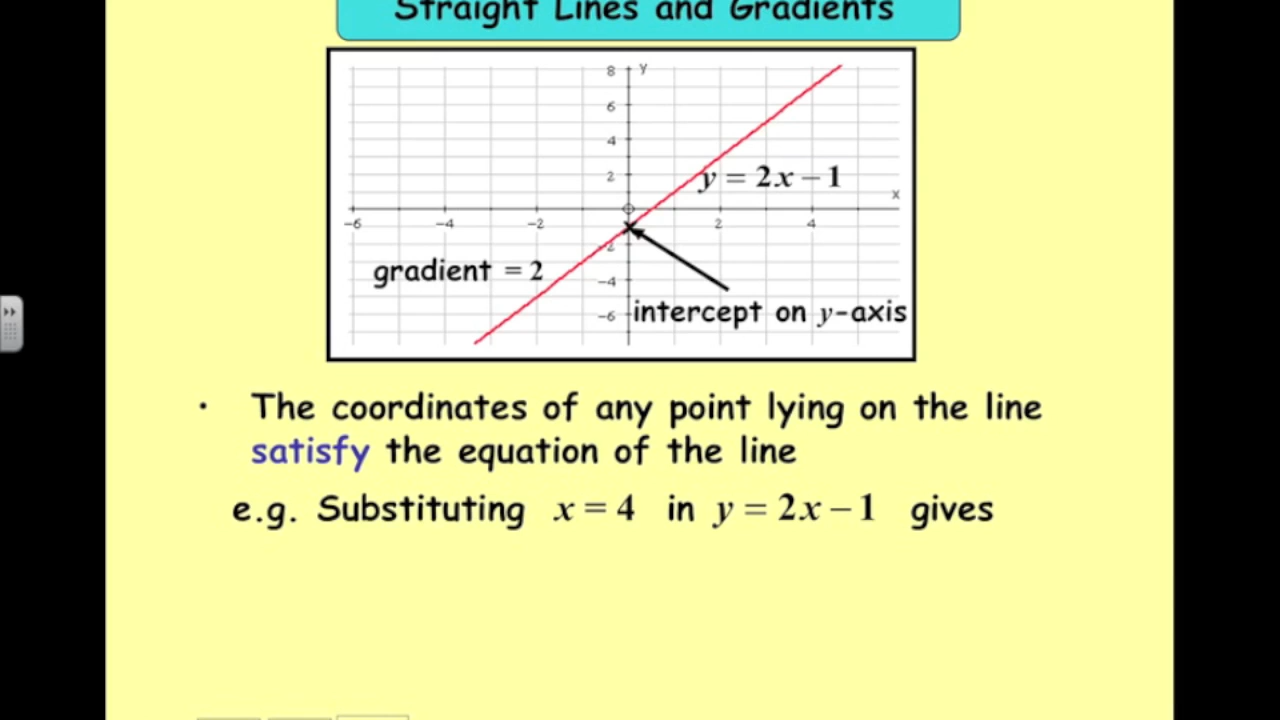 Straight Lines and Gradients
8 y
6
4
2
y = 2x − 1
x
−6 −4 −2 2 4
−2
gradient = 2
−4
−6 intercept on y-axis
· The coordinates of any point lying on the line
satisfy the equation of the line
e.g. Substituting x = 4 in y = 2x − 1 gives